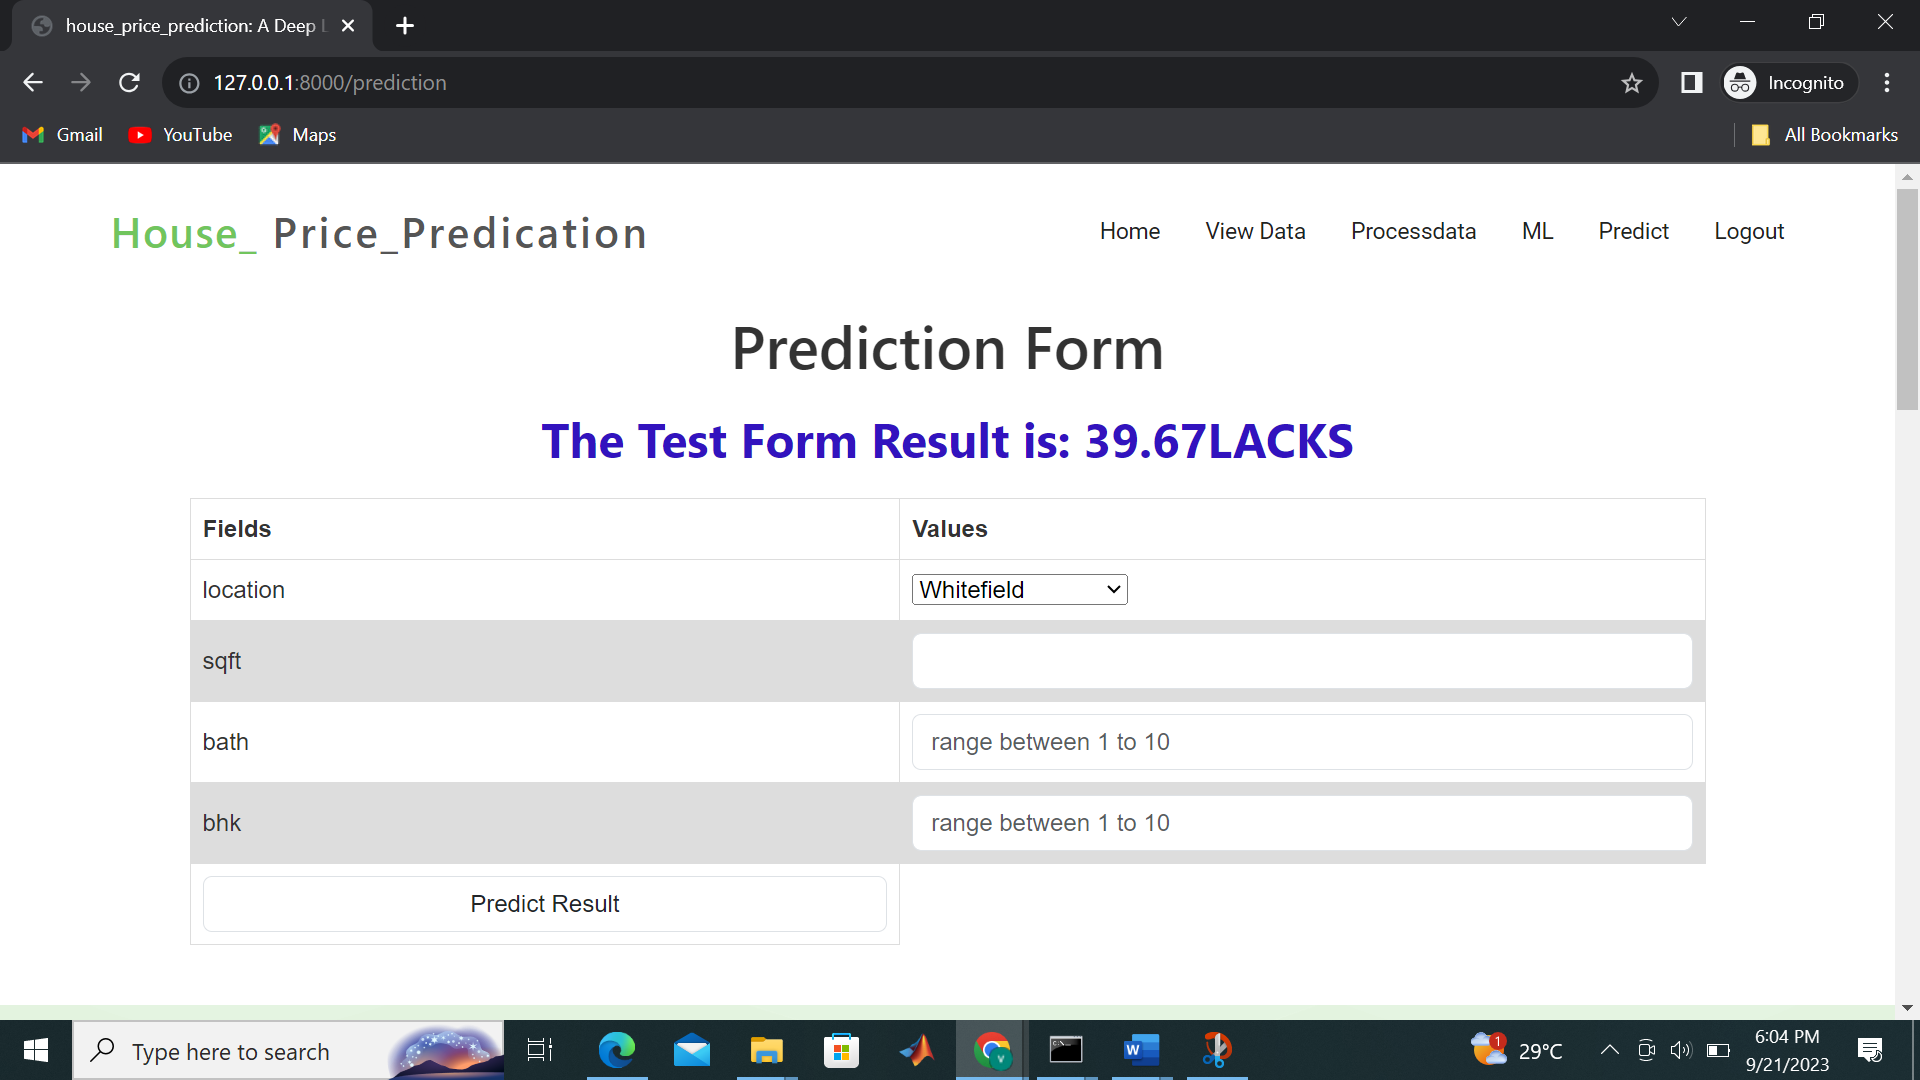 house_price_prediction: A Deep
127.0.0.1:8000/prediction
Incognito
Gmail YouTube Maps All Bookmarks
House_ Price_Predication
Home View Data Processdata ML Predict Logout
Prediction Form
The Test Form Result is: 39.67LACKS
Fields Values
location Whitefield
sqft
bath range between 1 to 10
bhk range between 1 to 10
Predict Result
Type here to search
W
v
1
29°C
6:04 PM
9/21/2023